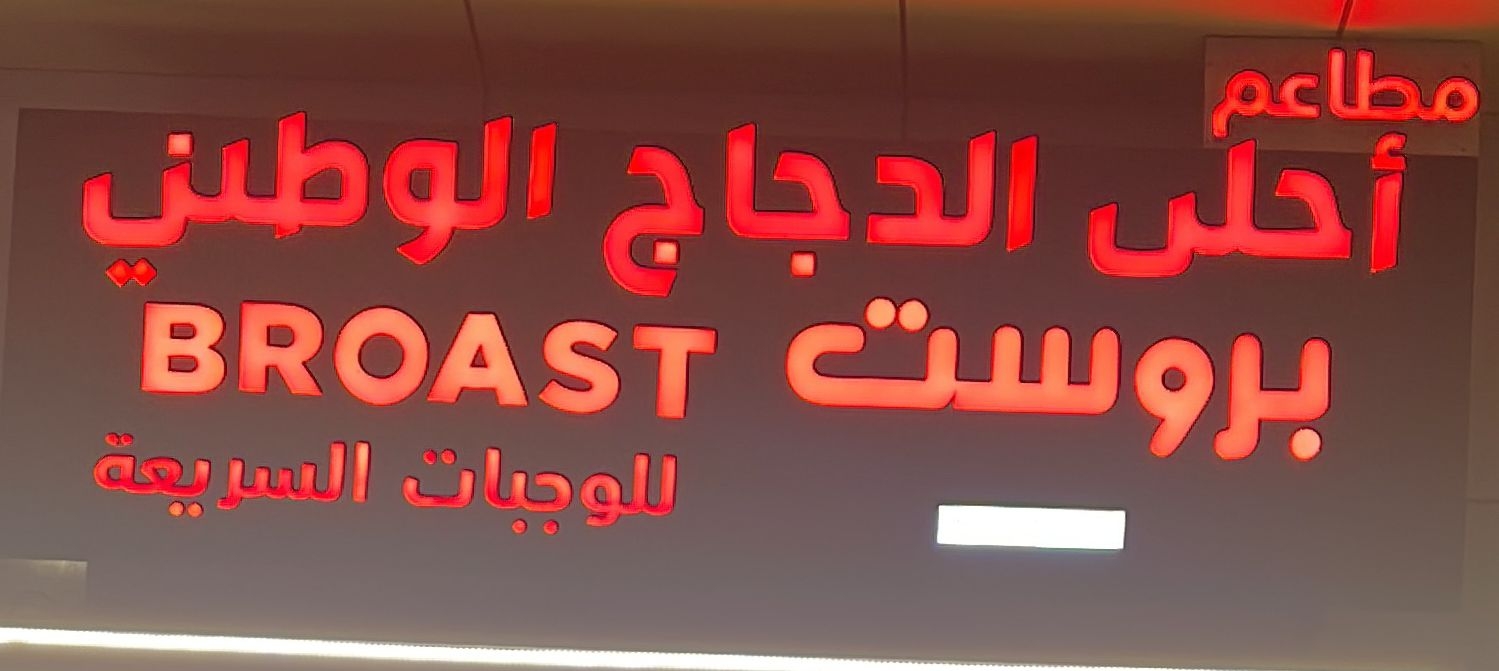 مطاعم
أحلى الدجاج الوطني
بروست BROAST
للوجبات السريعة